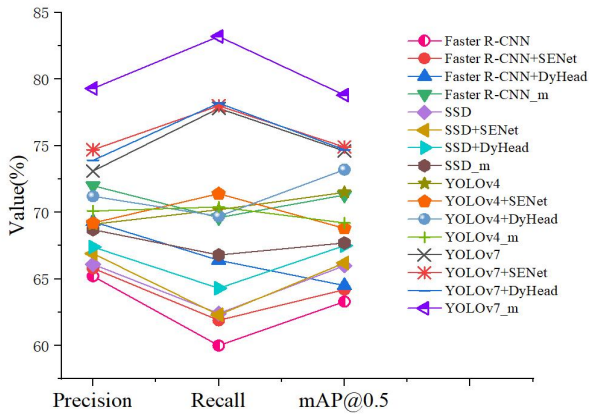 85
80
75
70
65
60
Value(%)
Precision
Recall
mAP@0.5
Faster R-CNN
Faster R-CNN+SENet
Faster R-CNN+DyHead
Faster R-CNN_m
SSD
SSD+SENet
SSD+DyHead
SSD_m
YOLOv4
YOLOv4+SENet
YOLOv4+DyHead
YOLOv4_m
YOLOv7
YOLOv7+SENet
YOLOv7+DyHead
YOLOv7_m